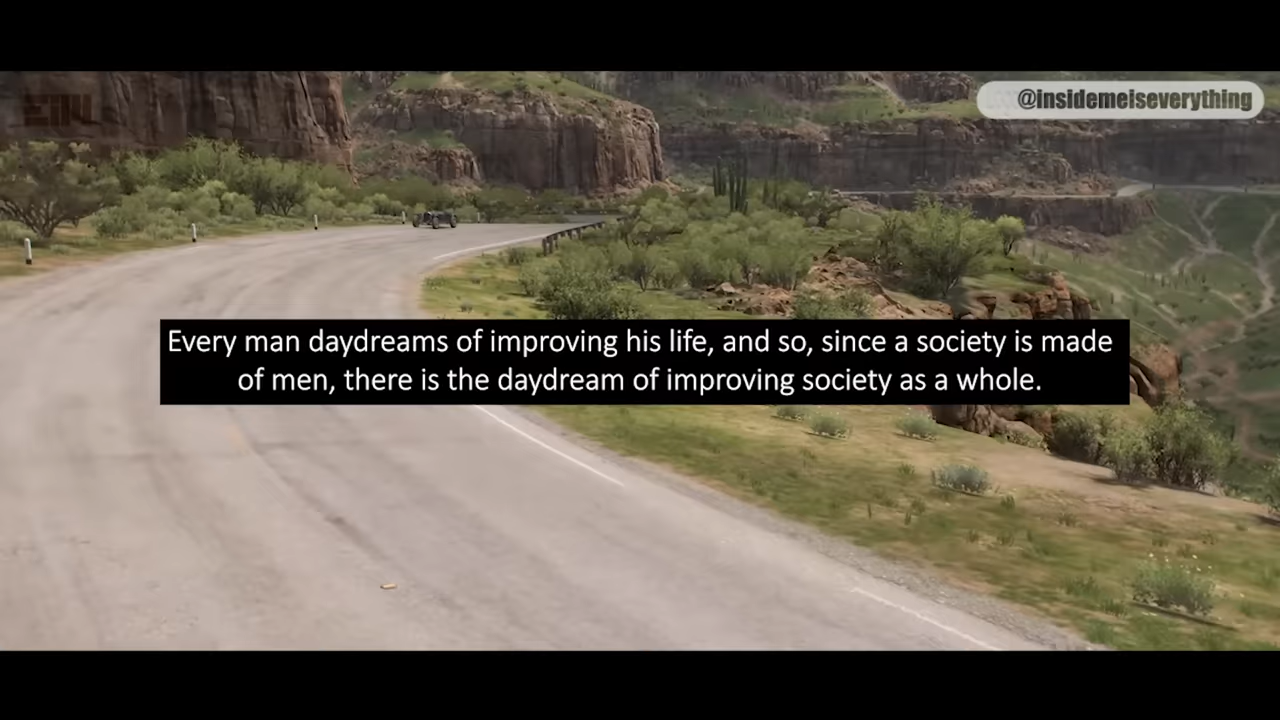 @insidemeiseverything
Every man daydreams of improving his life, and so, since a society is made
of men, there is the daydream of improving society as a whole.